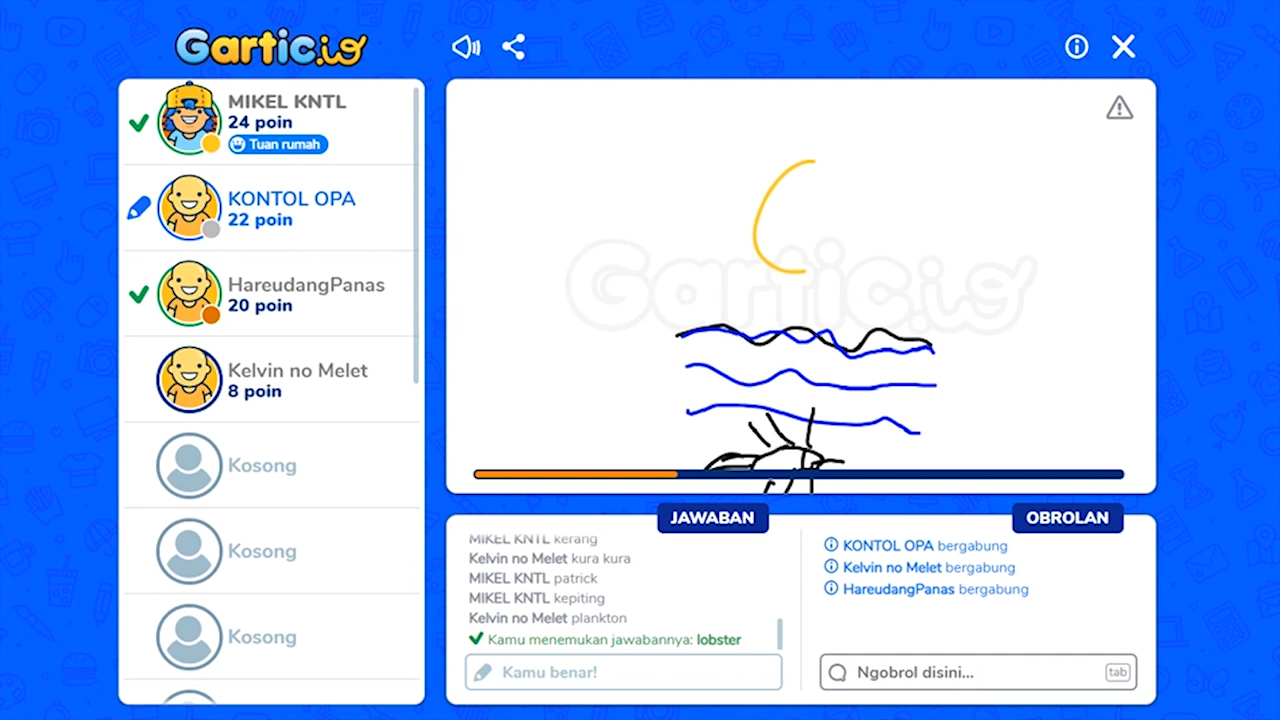 Gartic.io
MIKEL KNTL
24 poin
Tuan rumah
KONTOL OPA
22 poin
HareudangPanas
20 poin
Kelvin no Melet
8 poin
Kosong
Kosong
Kosong
Gartic.io
JAWABAN
MIKEL KNTL kerang
Kelvin no Melet kura kura
MIKEL KNTL patrick
MIKEL KNTL kepiting
Kelvin no Melet plankton
Kamu menemukan jawabannya: lobster
Kamu benar!
OBROLAN
KONTOL OPA bergabung
Kelvin no Melet bergabung
HareudangPanas bergabung
Ngobrol disini...
tab